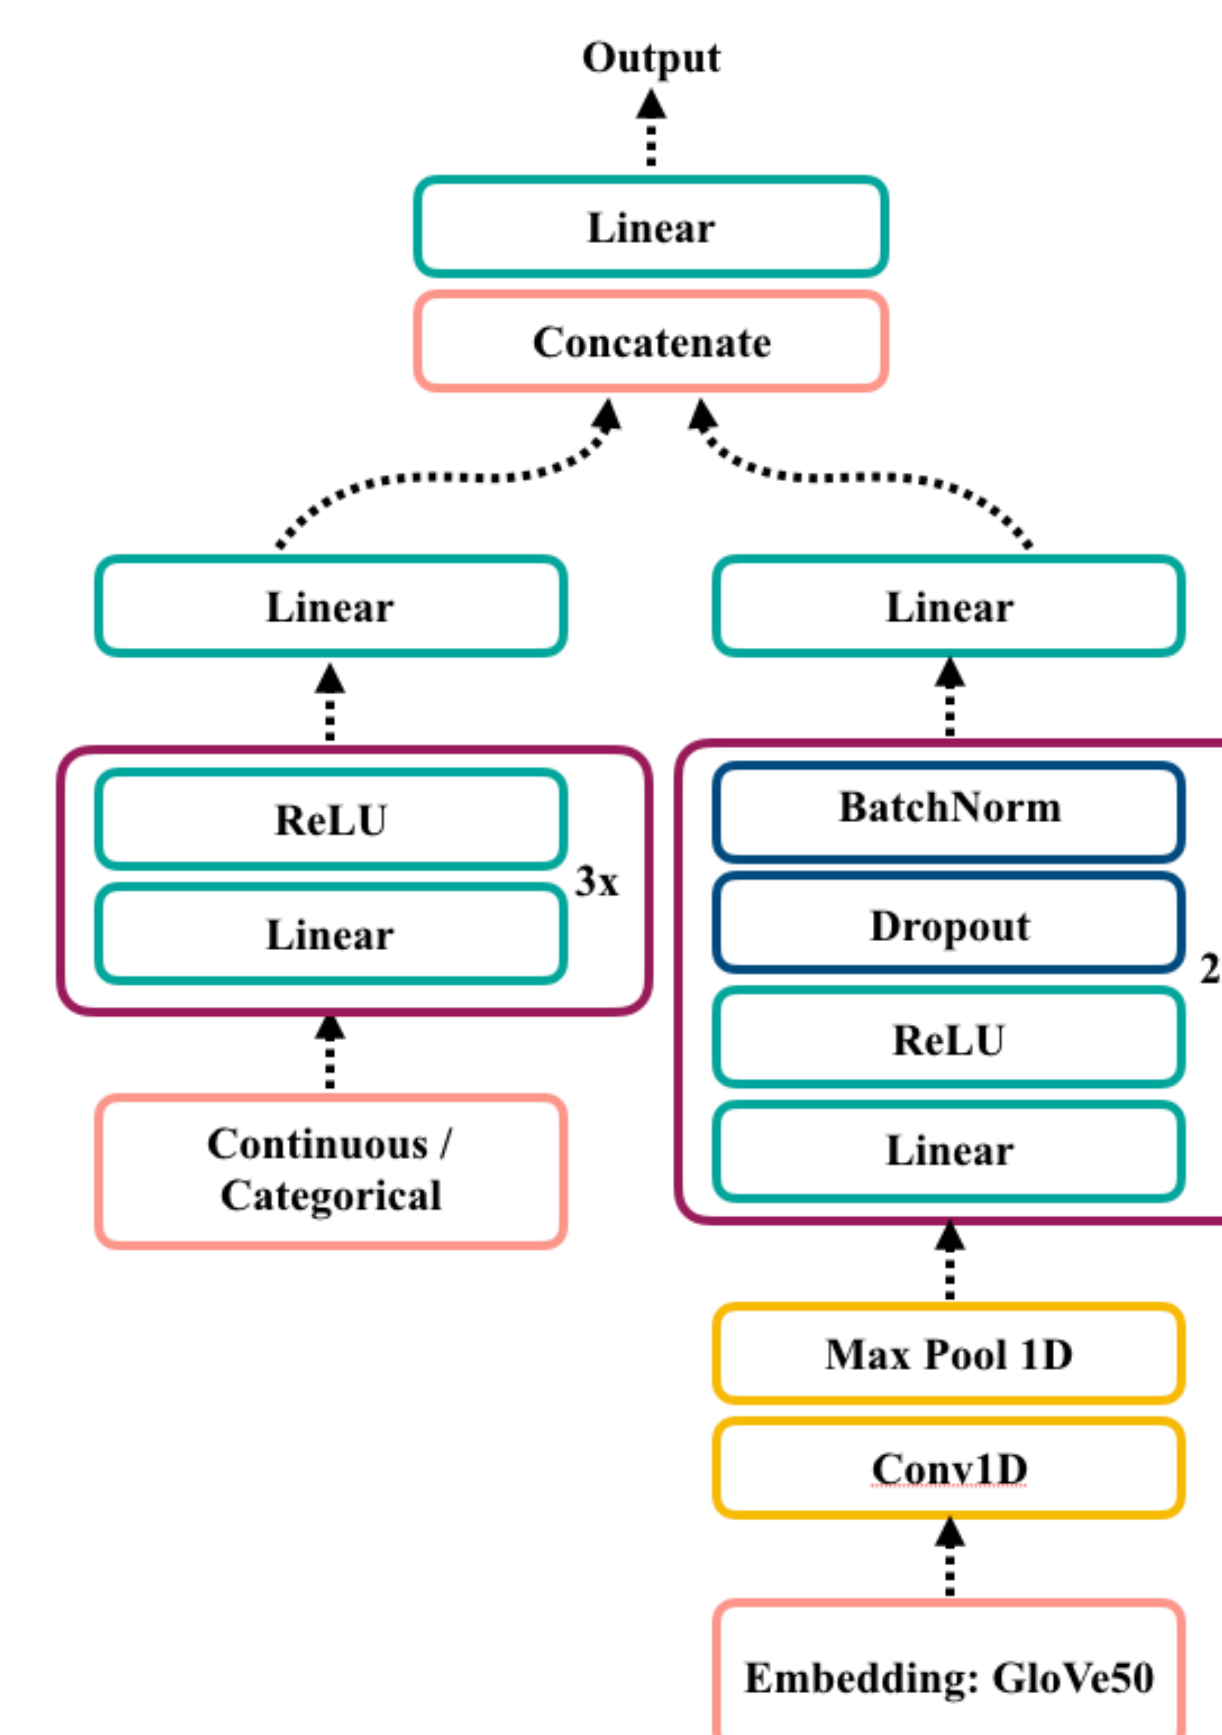 Output
Linear
Concatenate
Linear
Linear
ReLU
Linear
3x
Continuous /
Categorical
BatchNorm
Dropout
ReLU
Linear
2
Max Pool 1D
Conv1D
Embedding: GloVe50